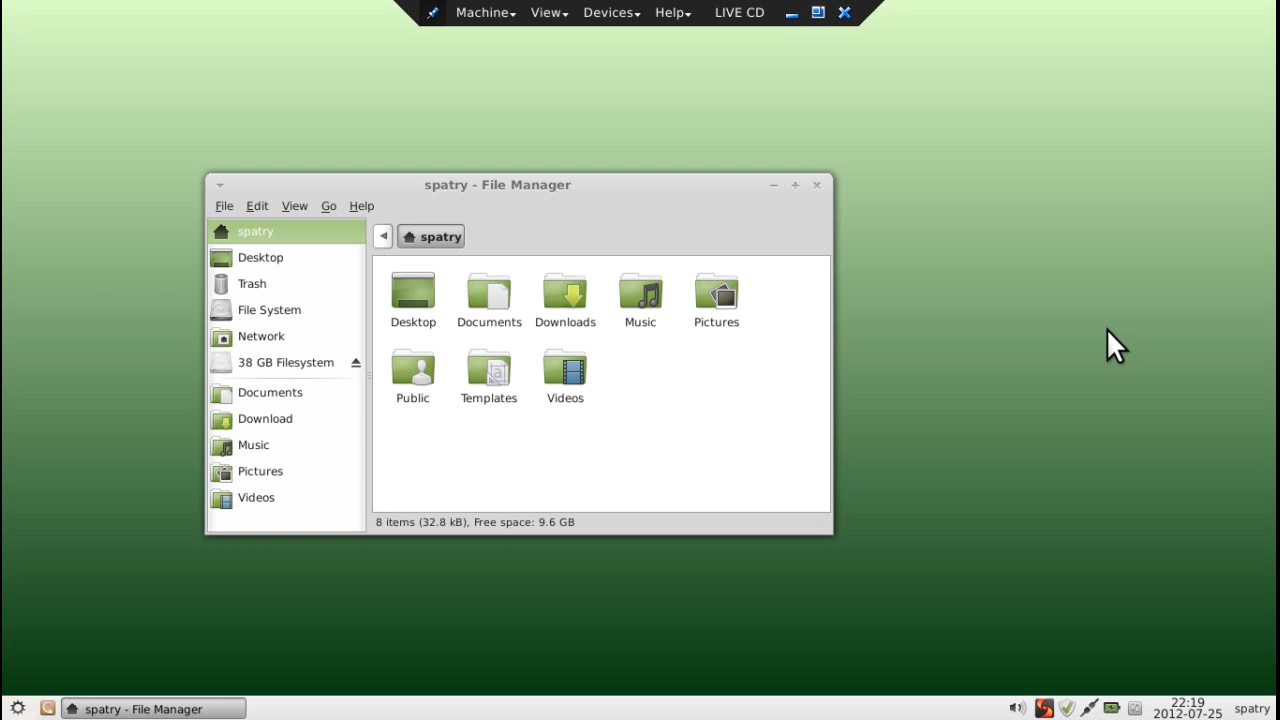 Machine View Devices Help LIVE CD
spatry - File Manager
File Edit View Go Help
spatry
Desktop
Trash
File System
Network
38 GB Filesystem
Documents
Download
Music
Pictures
Videos
spatry
Desktop Documents Downloads Music Pictures
Public Templates Videos
8 items (32.8 kB), Free space: 9.6 GB
spatry - File Manager
22:19
2012-07-25
spatry